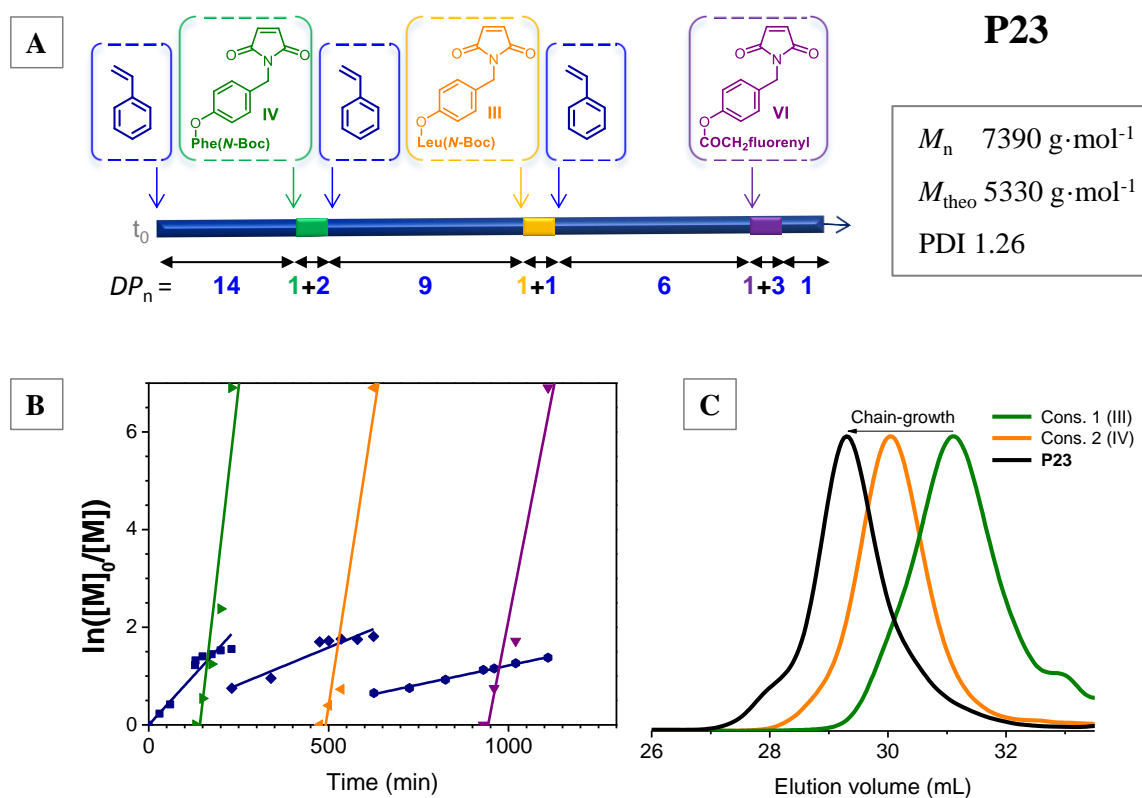 A
P23
N
O
O
O
IV
Phe(N-Boc)
N
O
O
O
III
Leu(N-Boc)
N
O
O
O
VI
COCH2fluorenyl
Mn 7390 g·mol-1
Mtheo 5330 g·mol-1
PDI 1.26
t0
DPn = 14 1+2 9 1+1 6 1+3 1
B
ln([M]0/[M])
6
4
2
0
0 500 1000
Time (min)
C
Chain-growth
Cons. 1 (III)
Cons. 2 (IV)
P23
26 28 30 32
Elution volume (mL)